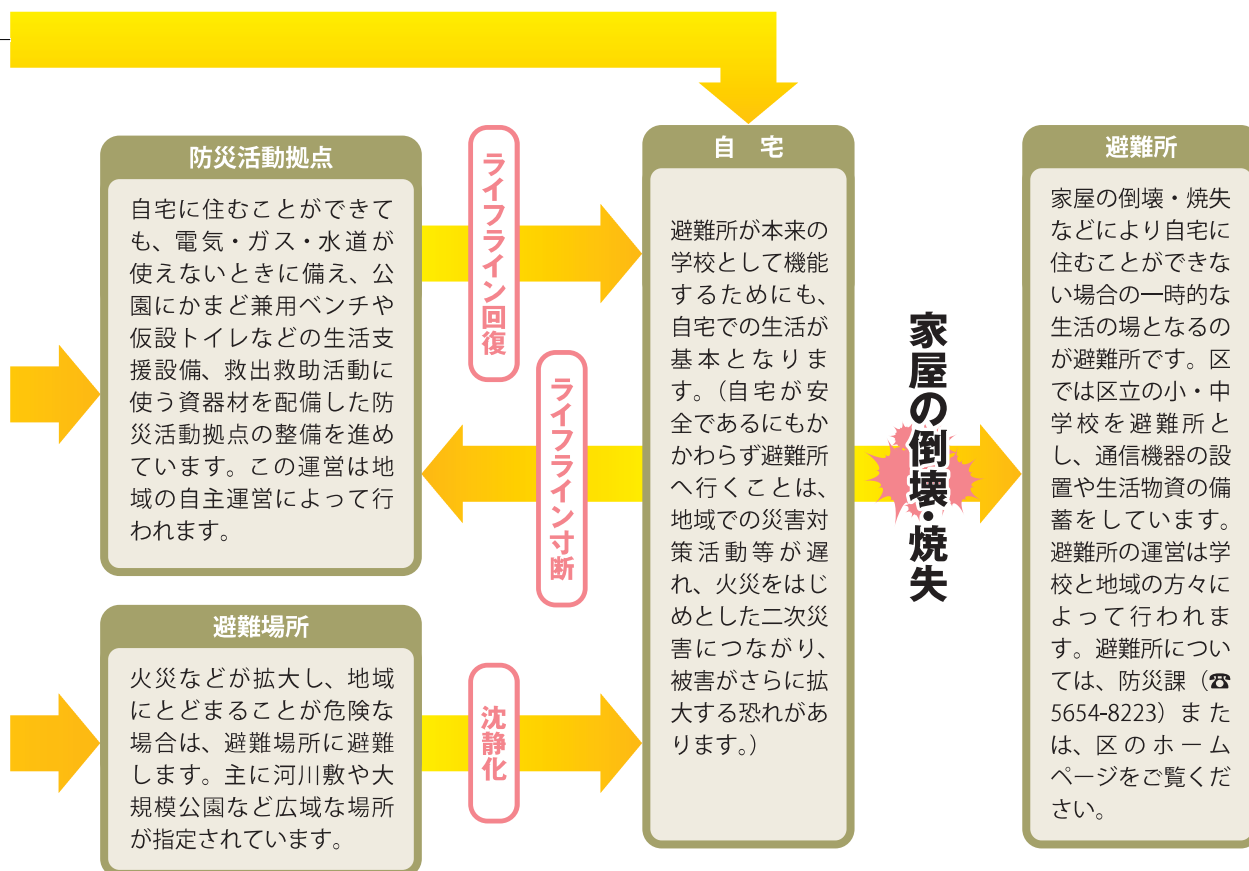 防災活動拠点
自宅に住むことができて
も、電気・ガス・水道が
使えないときに備え、公
園にかまど兼用ベンチや
仮設トイレなどの生活支
援設備、救出救助活動に
使う資器材を配備した防
災活動拠点の整備を進め
ています。この運営は地
域の自主運営によって行
われます。
避難場所
火災などが拡大し、地域
にとどまることが危険な
場合は、避難場所に避難
します。主に河川敷や大
規模公園など広域な場所
が指定されています。
ライフライン回復
ライフライン寸断
沈静化
自　宅
避難所が本来の
学校として機能
するためにも、
自宅での生活が
基本となりま
す。（自宅が安
全であるにもか
かわらず避難所
へ行くことは、
地域での災害対
策活動等が遅
れ、火災をはじ
めとした二次災
害につながり、
被害がさらに拡
大する恐れがあ
ります。）
家屋の倒壊・焼失
避難所
家屋の倒壊・焼失
などにより自宅に
住むことができな
い場合の一時的な
生活の場となるの
が避難所です。区
では区立の小・中
学校を避難所と
し、通信機器の設
置や生活物資の備
蓄をしています。
避難所の運営は学
校と地域の方々に
よって行われま
す。避難所につい
ては、防災課（☎
5654-8223）また
は、区のホーム
ページをご覧くだ
さい。